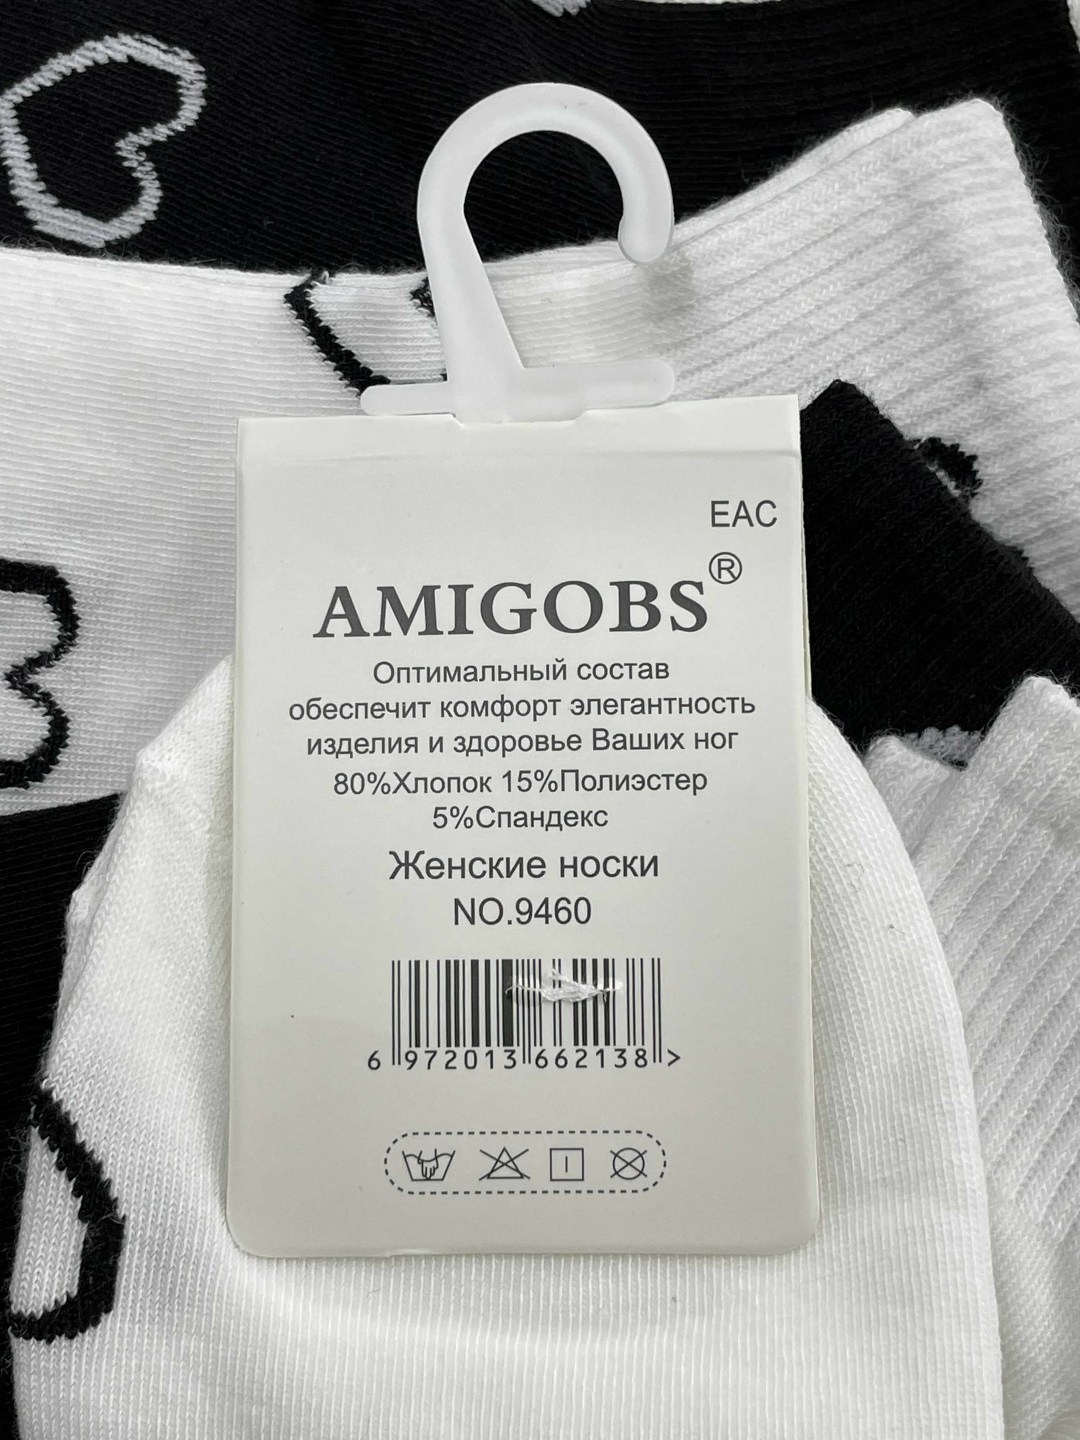 EAC
AMIGOBS®
Оптимальный состав
обеспечит комфорт элегантность
изделия и здоровье Ваших ног
80%Хлопок 15%Полиэстер
5%Спандекс
Женские носки
NO.9460
6 972013 662138 >